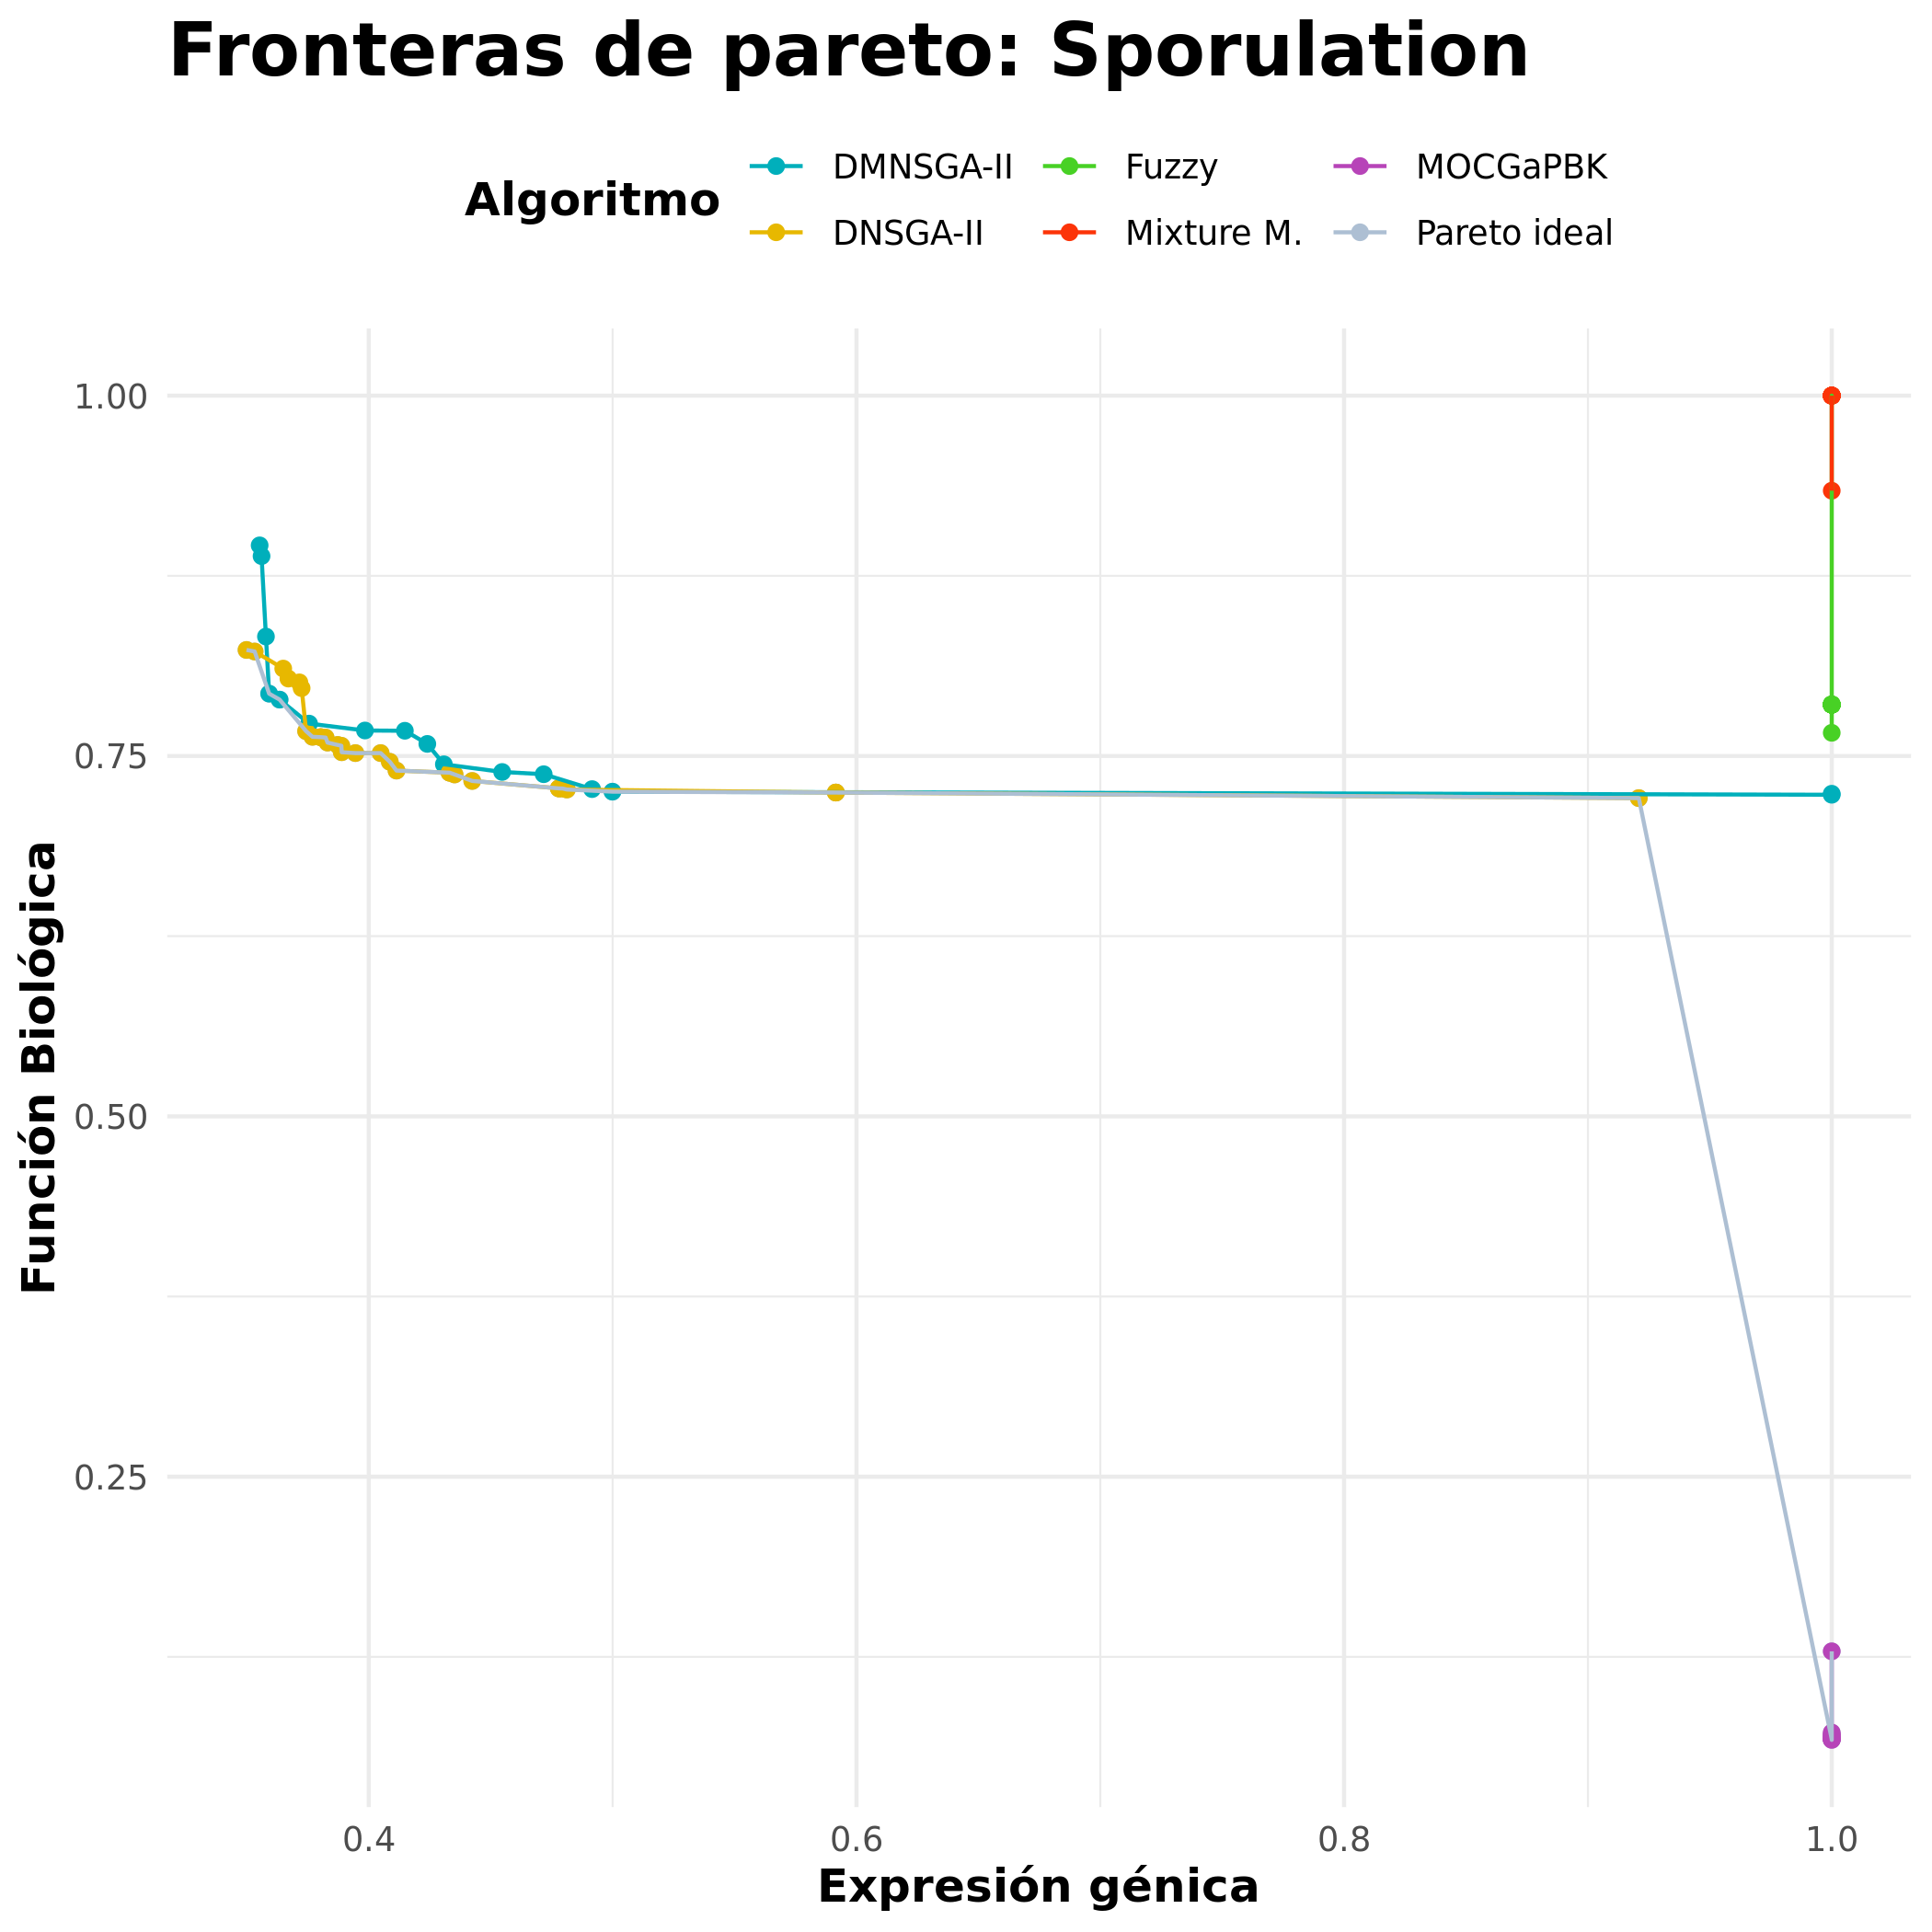 Fronteras de pareto: Sporulation
Algoritmo
DMNSGA-II
DNSGA-II
Fuzzy
Mixture M.
MOCGaPBK
Pareto ideal
Función Biológica
1.00
0.75
0.50
0.25
0.4
0.6
0.8
1.0
Expresión génica